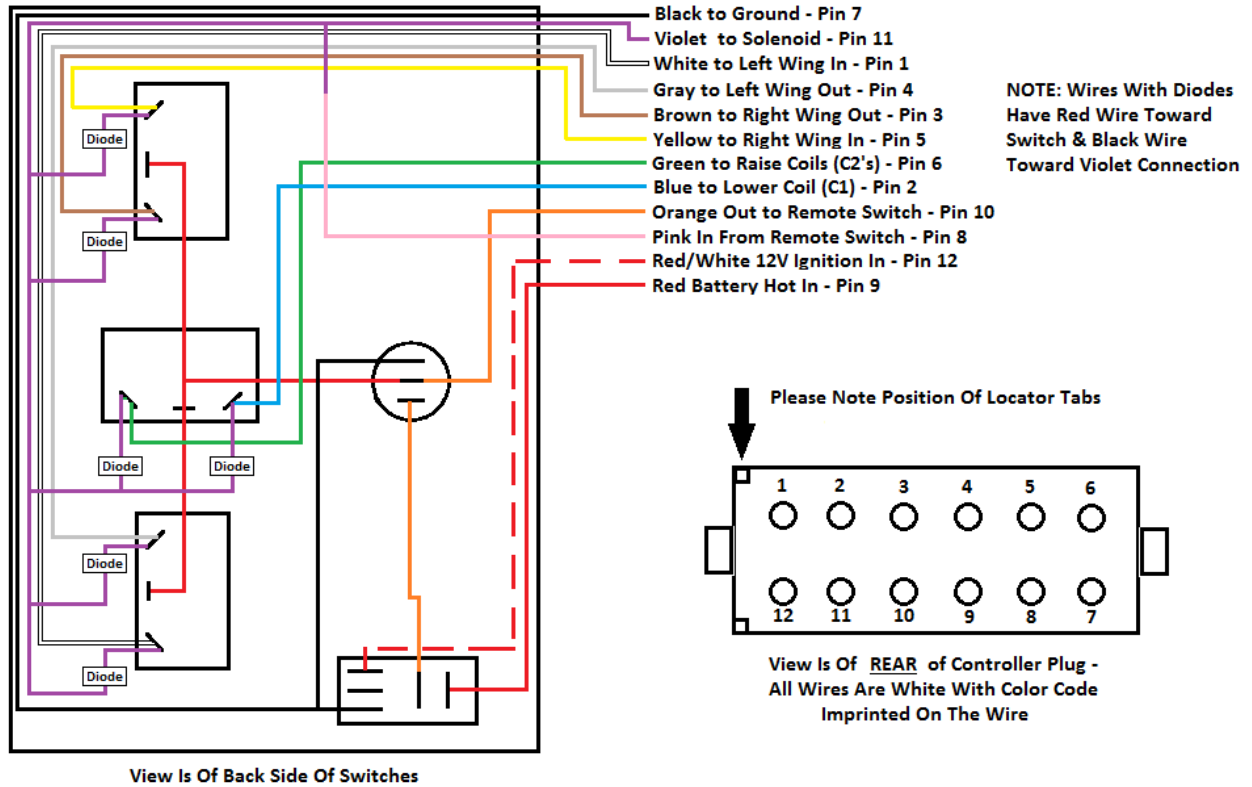 Black to Ground - Pin 7
Violet to Solenoid - Pin 11
White to Left Wing In - Pin 1
Gray to Left Wing Out - Pin 4
Brown to Right Wing Out - Pin 3
Yellow to Right Wing In - Pin 5
Green to Raise Coils (C2's) - Pin 6
Blue to Lower Coil (C1) - Pin 2
Orange Out to Remote Switch - Pin 10
Pink In From Remote Switch - Pin 8
Red/White 12V Ignition In - Pin 12
Red Battery Hot In - Pin 9
NOTE: Wires With Diodes
Have Red Wire Toward
Switch & Black Wire
Toward Violet Connection
Diode
Diode
Diode
Diode
Diode
Diode
Please Note Position Of Locator Tabs
1 2 3 4 5 6
12 11 10 9 8 7
View Is Of REAR of Controller Plug -
All Wires Are White With Color Code
Imprinted On The Wire
View Is Of Back Side Of Switches